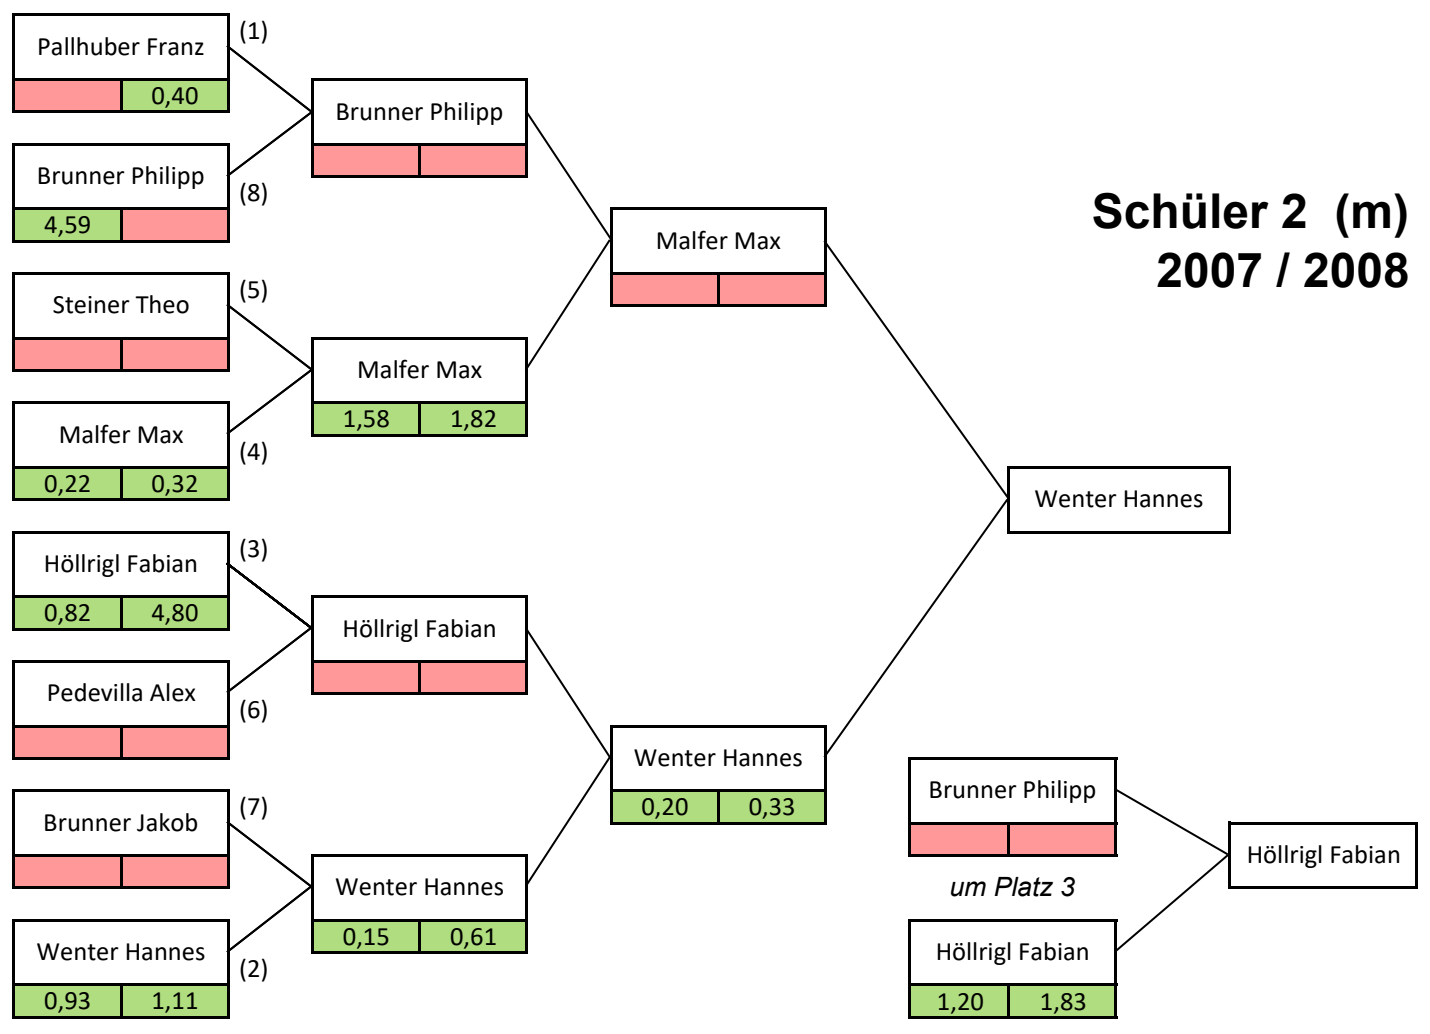 Pallhuber Franz
(1)
0,40
Brunner Philipp
(8)
4,59
Steiner Theo
(5)
Malfer Max
(4)
0,22 0,32
Höllrigl Fabian
(3)
0,82 4,80
Pedevilla Alex
(6)
Brunner Jakob
(7)
Wenter Hannes
(2)
0,93 1,11
Brunner Philipp
Malfer Max
1,58 1,82
Höllrigl Fabian
Wenter Hannes
0,15 0,61
Malfer Max
Wenter Hannes
0,20 0,33
Wenter Hannes
Schüler 2 (m)
2007 / 2008
Brunner Philipp
um Platz 3
Höllrigl Fabian
1,20 1,83
Höllrigl Fabian